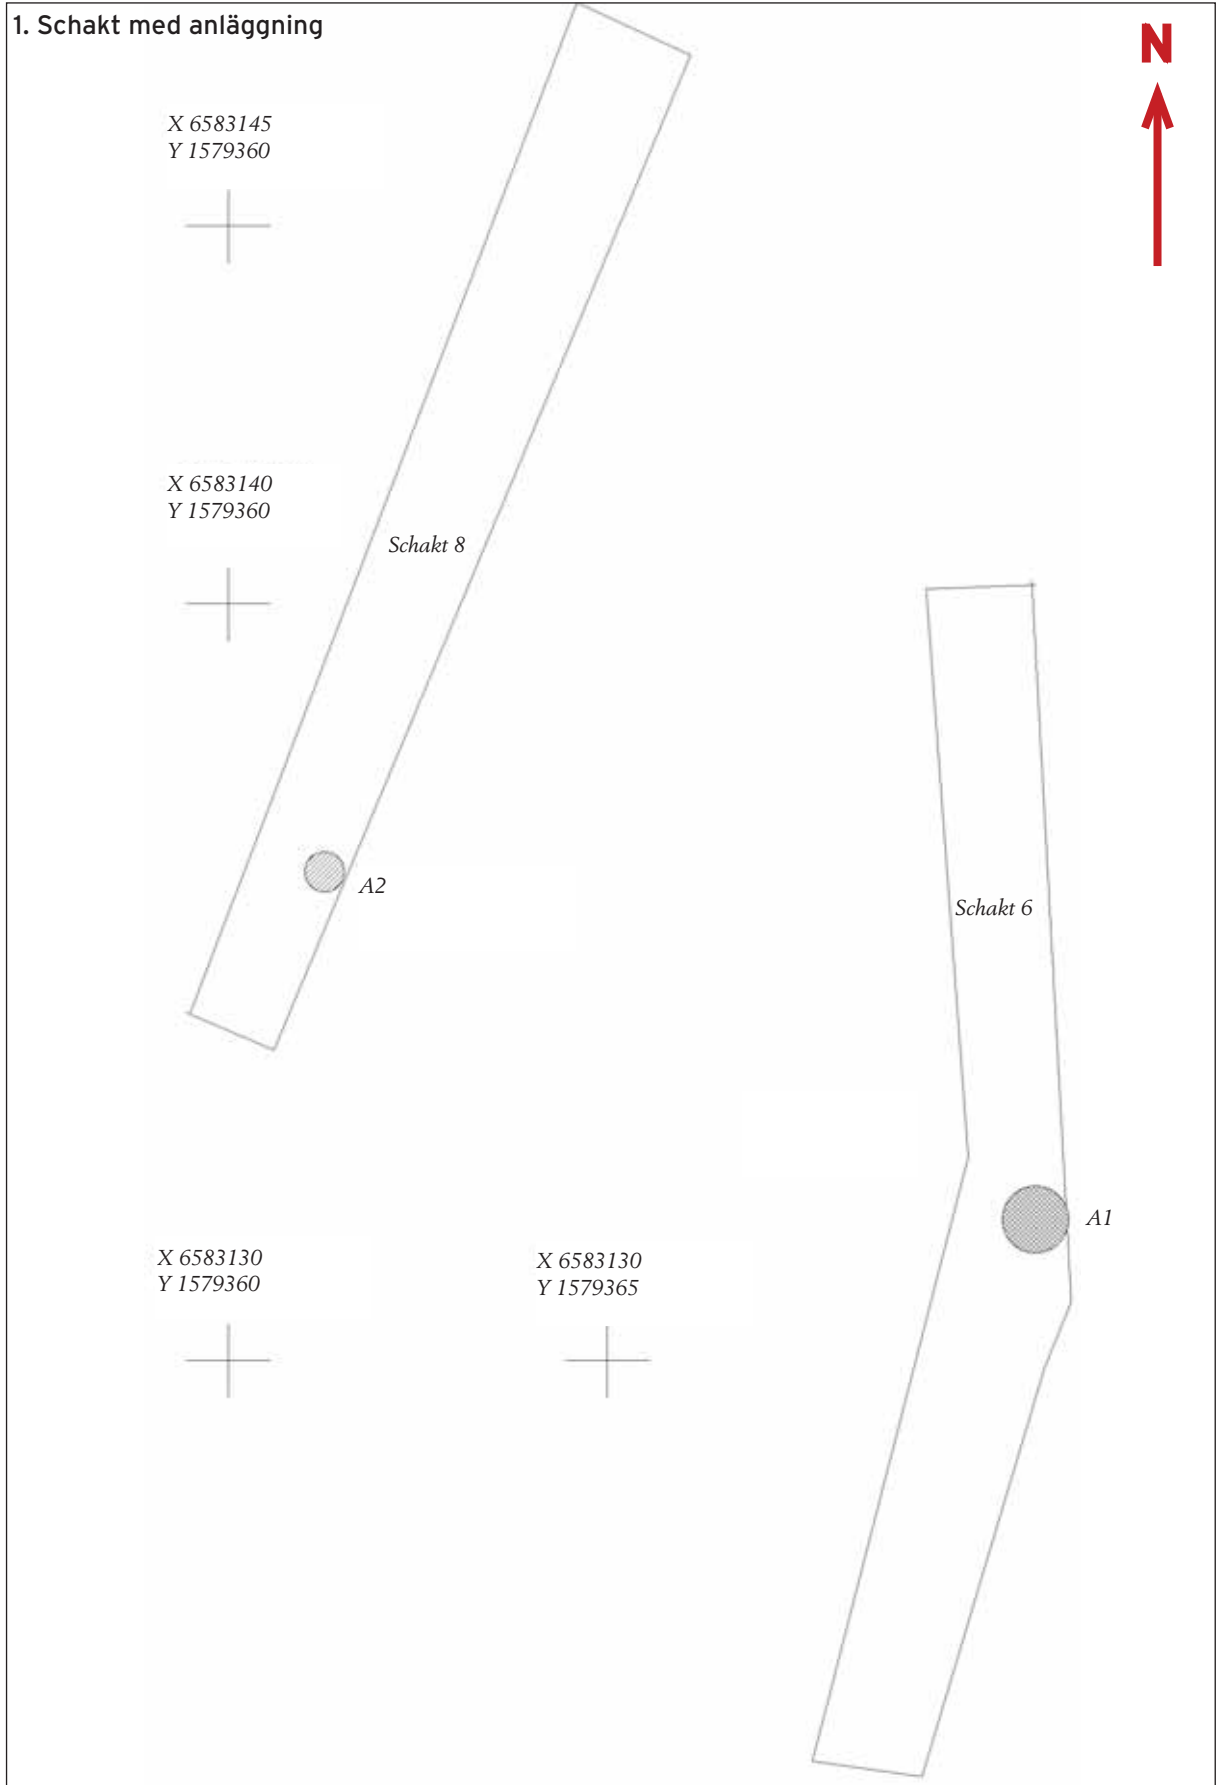 1. Schakt med anläggning
N
X 6583145
Y 1579360
X 6583140
Y 1579360
Schakt 8
A2
Schakt 6
A1
X 6583130
Y 1579360
X 6583130
Y 1579365